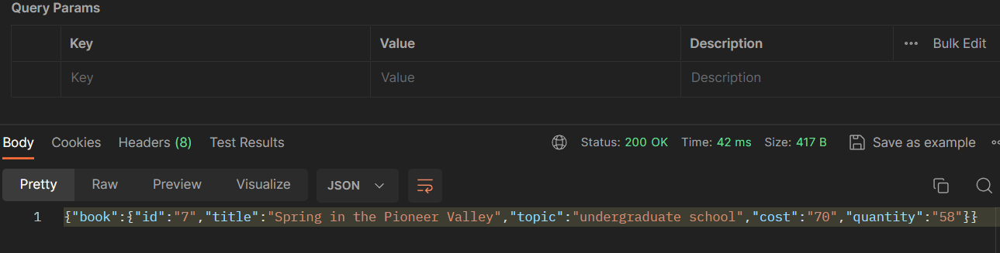 Query Params
Key Value Description ••• Bulk Edit
Key Value Description
Body Cookies Headers (8) Test Results Status: 200 OK Time: 42 ms Size: 417 B Save as example
Pretty Raw Preview Visualize JSON
1 {"book":{"id":"7","title":"Spring in the Pioneer Valley","topic":"undergraduate school","cost":"70","quantity":"58"}}